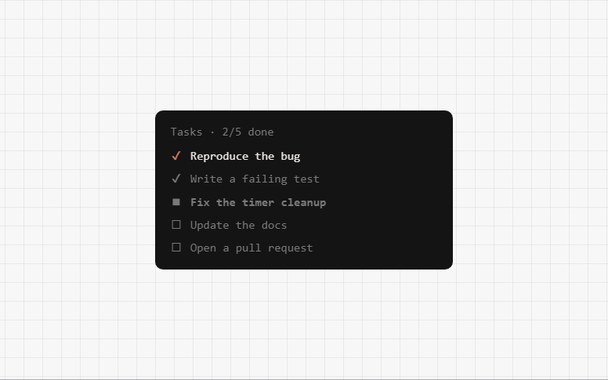 Tasks · 2/5 done
✓ Reproduce the bug
✓ Write a failing test
■ Fix the timer cleanup
☐ Update the docs
☐ Open a pull request